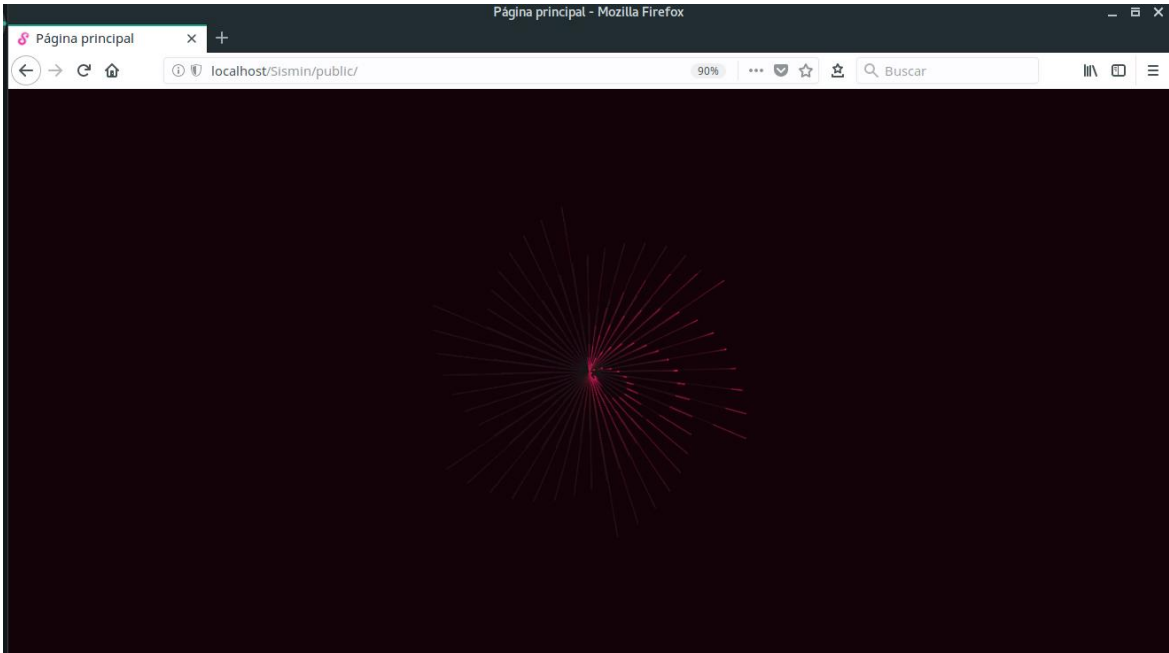 Página principal - Mozilla Firefox
Página principal
localhost/Sismin/public/
90%
Buscar